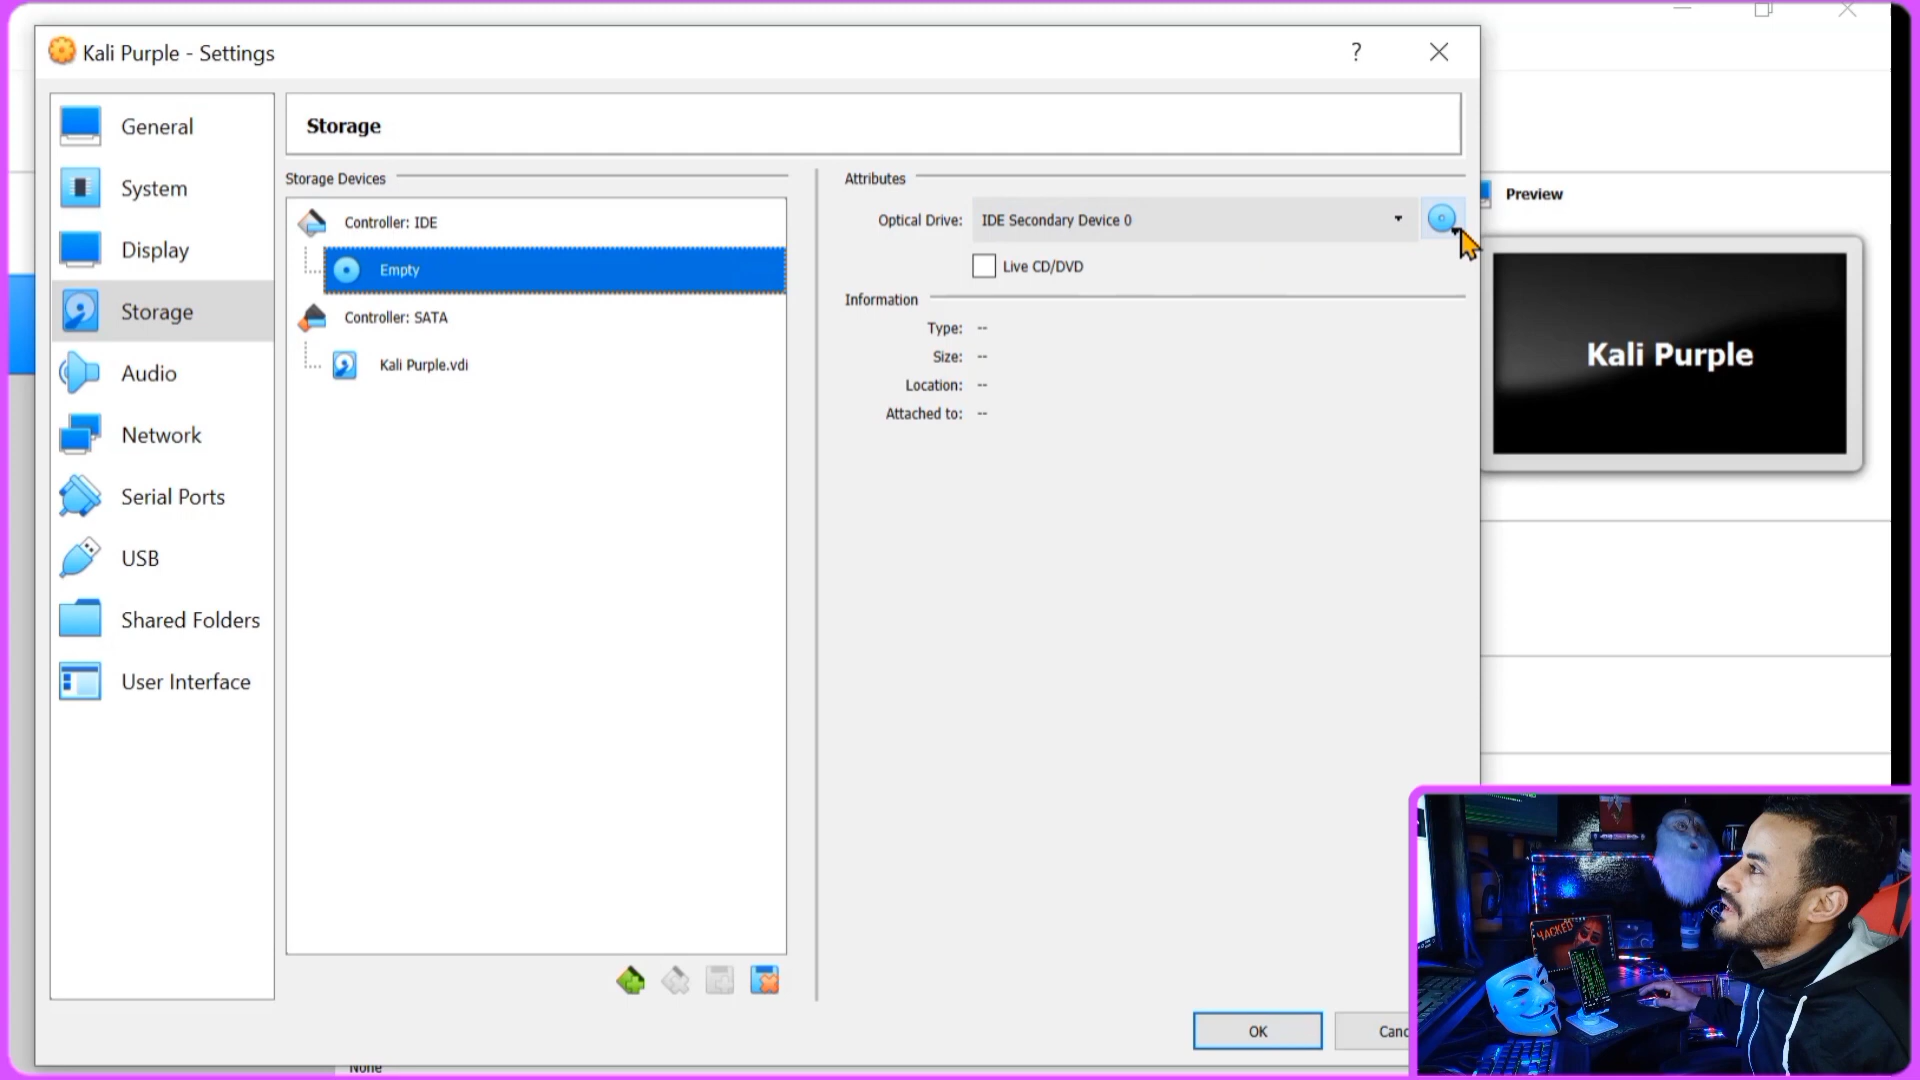 Kali Purple - Settings
?
General
System
Display
Storage
Audio
Network
Serial Ports
USB
Shared Folders
User Interface
Storage
Storage Devices
Controller: IDE
Empty
Controller: SATA
Kali Purple.vdi
Attributes
Optical Drive: IDE Secondary Device 0
Live CD/DVD
Information
Type: --
Size: --
Location: --
Attached to: --
OK
Canc
Preview
Kali Purple
None
HACKED